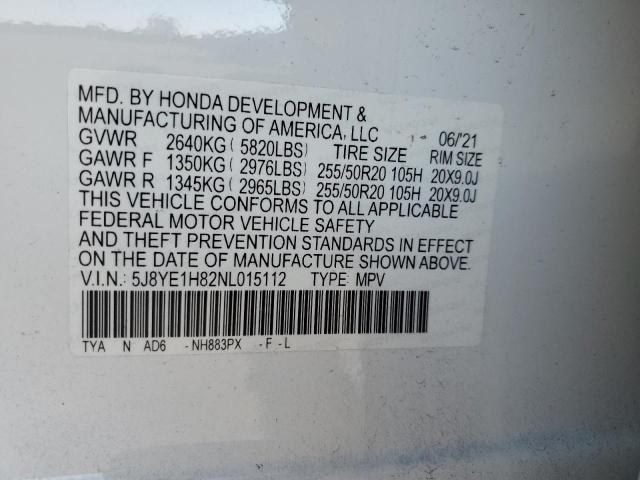 MFD. BY HONDA DEVELOPMENT &
MANUFACTURING OF AMERICA, LLC 06/'21
GVWR 2640KG ( 5820LBS) TIRE SIZE RIM SIZE
GAWR F 1350KG ( 2976LBS) 255/50R20 105H 20X9.0J
GAWR R 1345KG ( 2965LBS) 255/50R20 105H 20X9.0J
THIS VEHICLE CONFORMS TO ALL APPLICABLE
FEDERAL MOTOR VEHICLE SAFETY
AND THEFT PREVENTION STANDARDS IN EFFECT
ON THE DATE OF MANUFACTURE SHOWN ABOVE.
V.I.N.: 5J8YE1H82NL015112 TYPE: MPV
TYA N AD6 -NH883PX -F -L